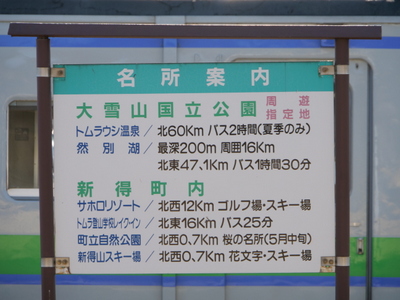 名所案内
大雪山国立公園 周遊指定地
トムラウシ温泉 / 北60Km バス2時間(夏季のみ)
然別湖 / 最深200m 周囲16Km
北東47.1Km バス1時間30分
新得町内
サホロリゾート / 北西12Km ゴルフ場・スキー場
トムラ登山学校レイクイン / 北東16Km バス25分
町立自然公園 / 北西0.7Km 桜の名所(5月中旬)
新得山スキー場 / 北西0.7Km 花文字・スキー場